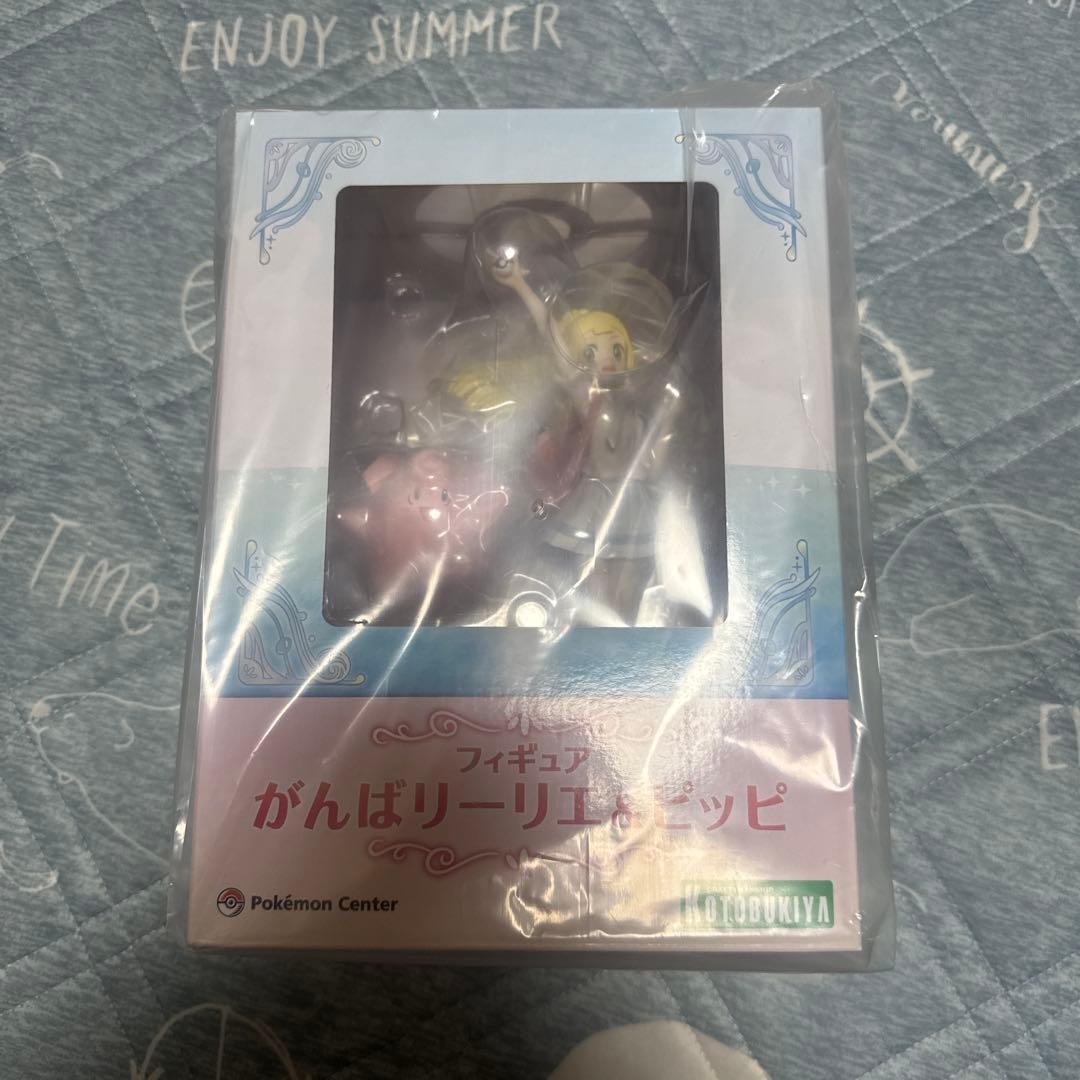 ENJOY SUMMER
Summer
TIME
フィギュア
がんばリーリエ&ピッピ
Pokémon Center
KOTOBUKIYA